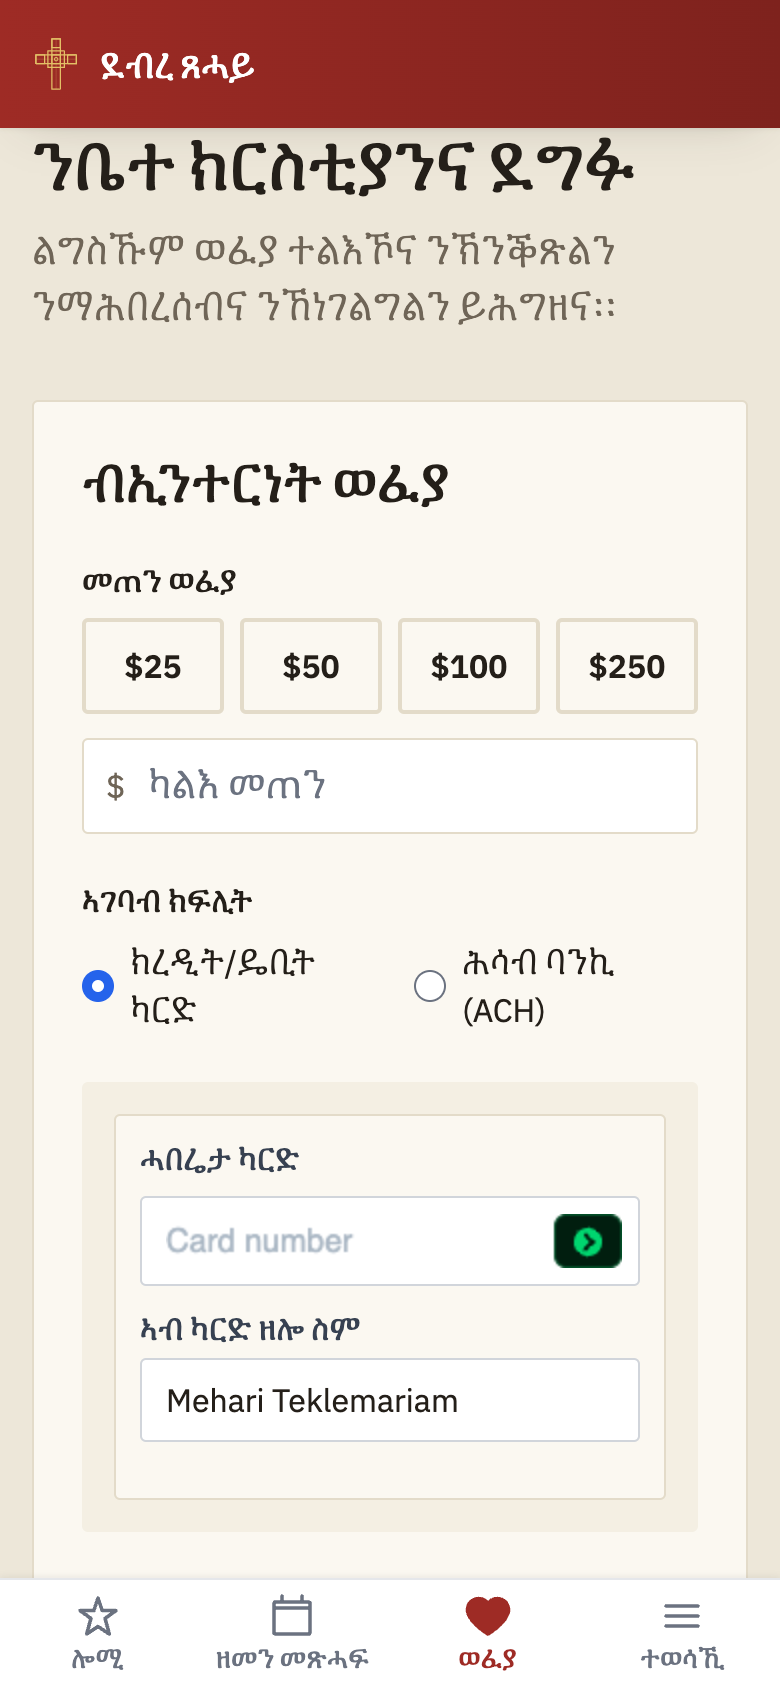 ደብረ ጸሓይ
ንቤተ ክርስቲያንና ደግፉ
ልግስኹም ወፈያ ተልእኾና ንኽንቕጽልን
ንማሕበረሰብና ንኸነገልግልን ይሕግዘና።
ብኢንተርነት ወፈያ
መጠን ወፈያ
$25 $50 $100 $250
$ ካልእ መጠን
ኣገባብ ክፍሊት
ክረዲት/ዴቢት
ካርድ
ሕሳብ ባንኪ
(ACH)
ሓበሬታ ካርድ
Card number
ኣብ ካርድ ዘሎ ስም
Mehari Teklemariam
ሎሚ ዘመን መጽሓፍ ወፈያ ተወሳኺ